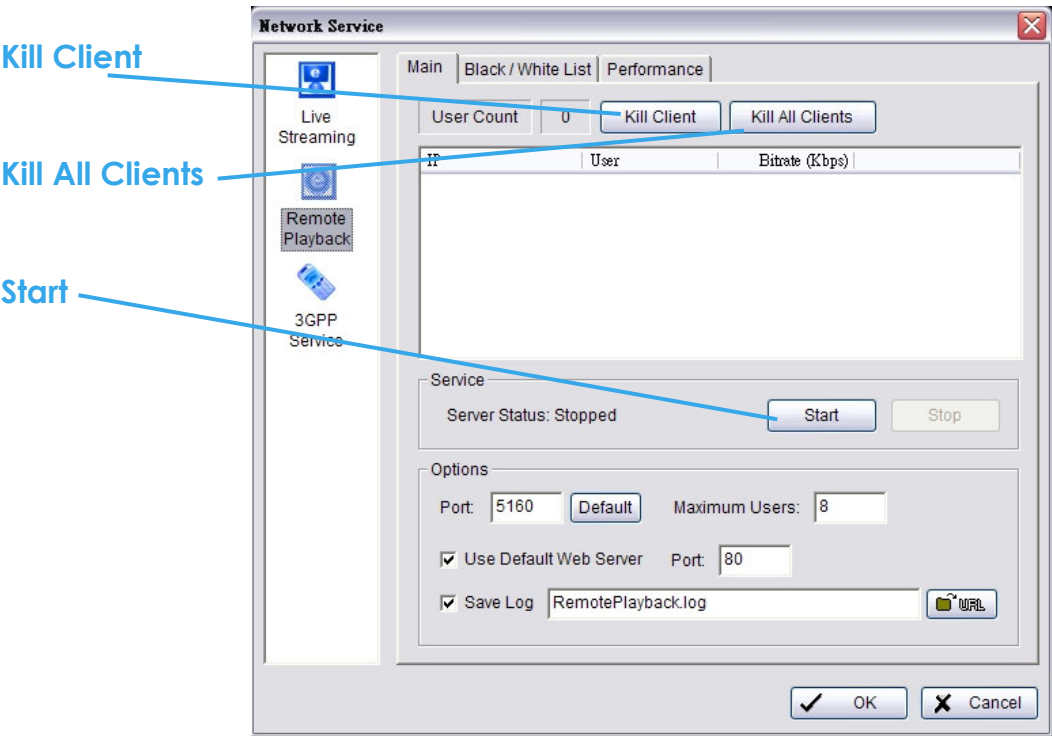 Network Service
Kill Client
Kill All Clients
Start
Live
Streaming
Remote
Playback
3GPP
Service
Main Black / White List Performance
User Count 0 Kill Client Kill All Clients
IP User Bitrate (Kbps)
Service
Server Status: Stopped Start Stop
Options
Port: 5160 Default Maximum Users: 8
Use Default Web Server Port: 80
Save Log RemotePlayback.log URL
OK Cancel